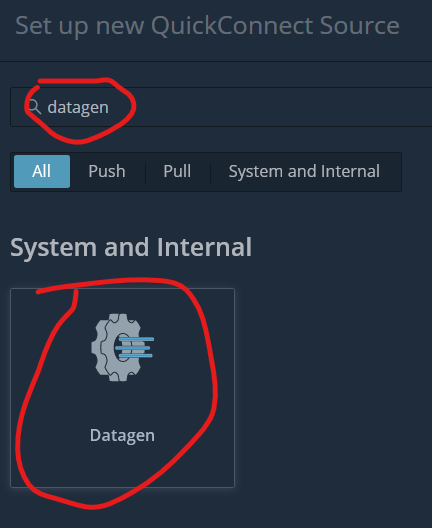 Set up new QuickConnect Source
datagen
All Push Pull System and Internal
System and Internal
Datagen